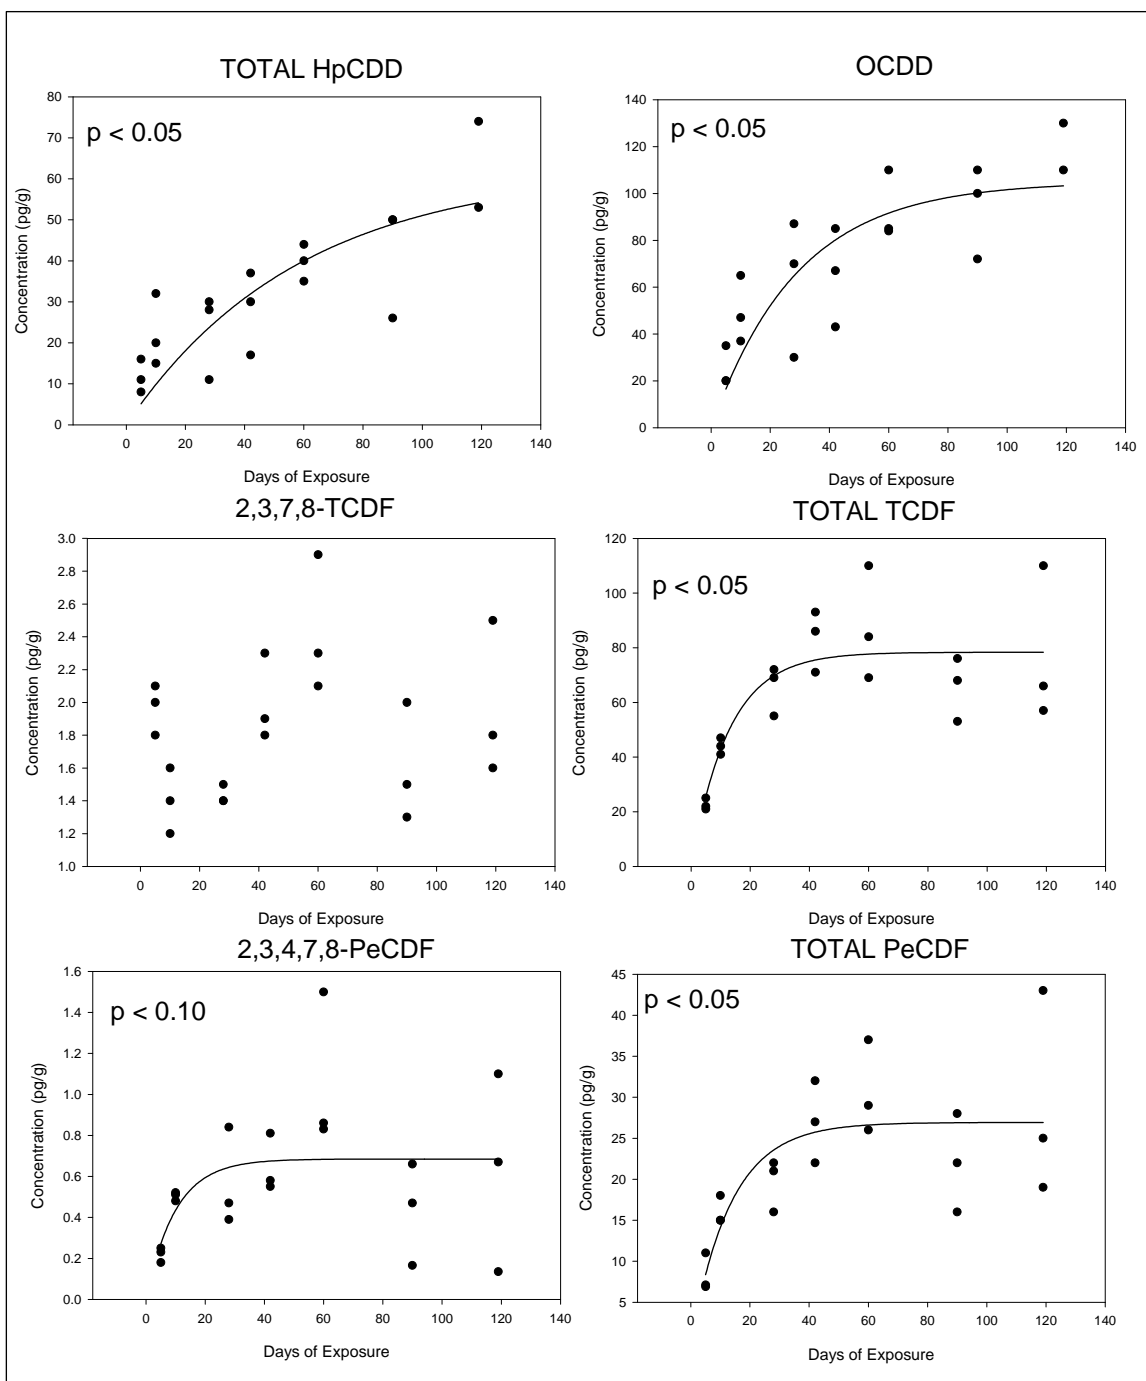 TOTAL HpCDD
p < 0.05
Concentration (pg/g)
80
70
60
50
40
30
20
10
0
0 20 40 60 80 100 120 140
Days of Exposure
OCDD
p < 0.05
Concentration (pg/g)
140
120
100
80
60
40
20
0
0 20 40 60 80 100 120 140
Days of Exposure
2,3,7,8-TCDF
Concentration (pg/g)
3.0
2.8
2.6
2.4
2.2
2.0
1.8
1.6
1.4
1.2
1.0
0 20 40 60 80 100 120 140
Days of Exposure
TOTAL TCDF
p < 0.05
Concentration (pg/g)
120
100
80
60
40
20
0
0 20 40 60 80 100 120 140
Days of Exposure
2,3,4,7,8-PeCDF
p < 0.10
Concentration (pg/g)
1.6
1.4
1.2
1.0
0.8
0.6
0.4
0.2
0.0
0 20 40 60 80 100 120 140
Days of Exposure
TOTAL PeCDF
p < 0.05
Concentration (pg/g)
45
40
35
30
25
20
15
10
5
0 20 40 60 80 100 120 140
Days of Exposure